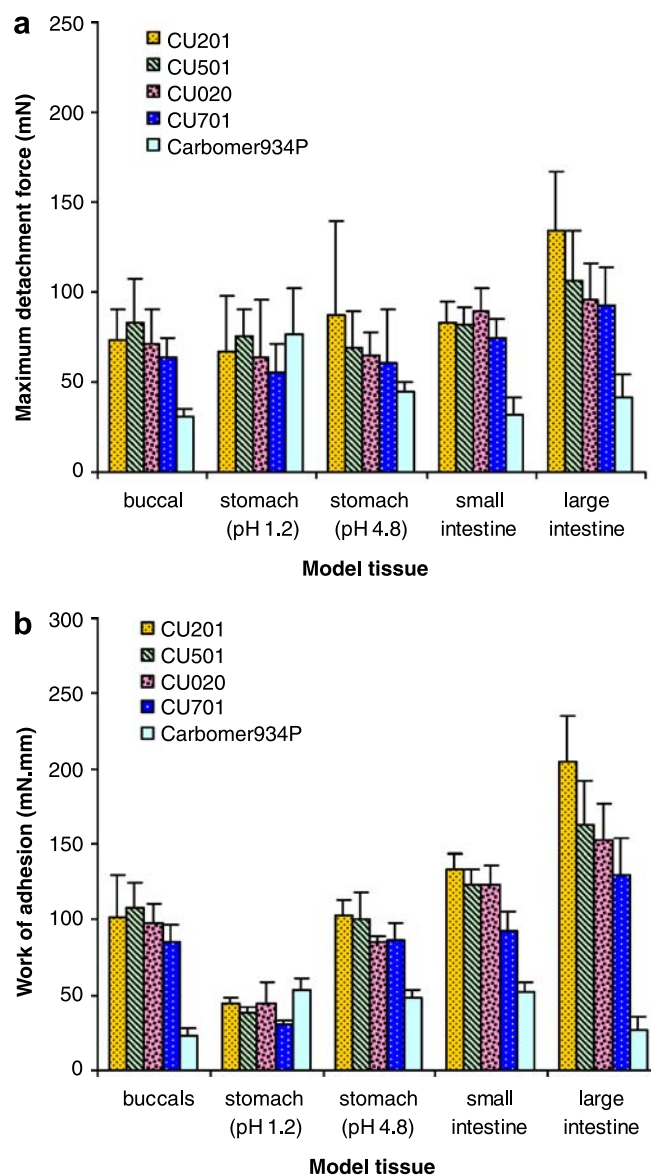 a
Maximum detachment force (mN)
250
200
150
100
50
0
CU201
CU501
CU020
CU701
Carbomer934P
buccal
stomach
(pH 1.2)
stomach
(pH 4.8)
small
intestine
large
intestine
Model tissue
b
Work of adhesion (mN.mm)
300
250
200
150
100
50
0
CU201
CU501
CU020
CU701
Carbomer934P
buccals
stomach
(pH 1.2)
stomach
(pH 4.8)
small
intestine
large
intestine
Model tissue